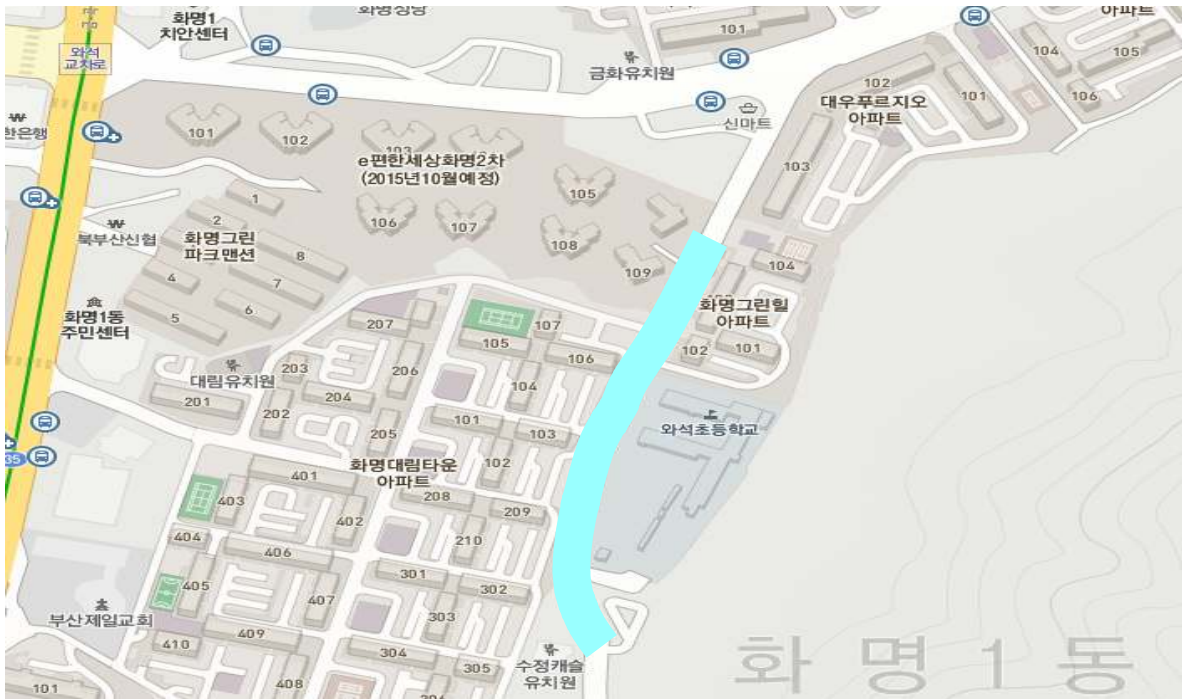 화명1
치안센터
화명성당
101
금화유치원
아파트
104
105
106
와석
교차로
신마트
102
101
대우푸르지오
아파트
103
한은행
101
102
103
e편한세상화명2차
(2015년10월예정)
105
106
107
108
109
1
2
북부산신협
화명그린
파크맨션
8
7
4
6
5
104
화명그린힐
아파트
102
101
화명1동
주민센터
207
107
105
106
대림유치원
203
206
104
204
201
202
205
101
103
와석초등학교
35
화명대림타운
아파트
102
401
403
208
209
402
404
406
210
405
301
302
407
303
부산제일교회
410
409
304
수정캐슬
유치원
305
101
408
306
화명1동